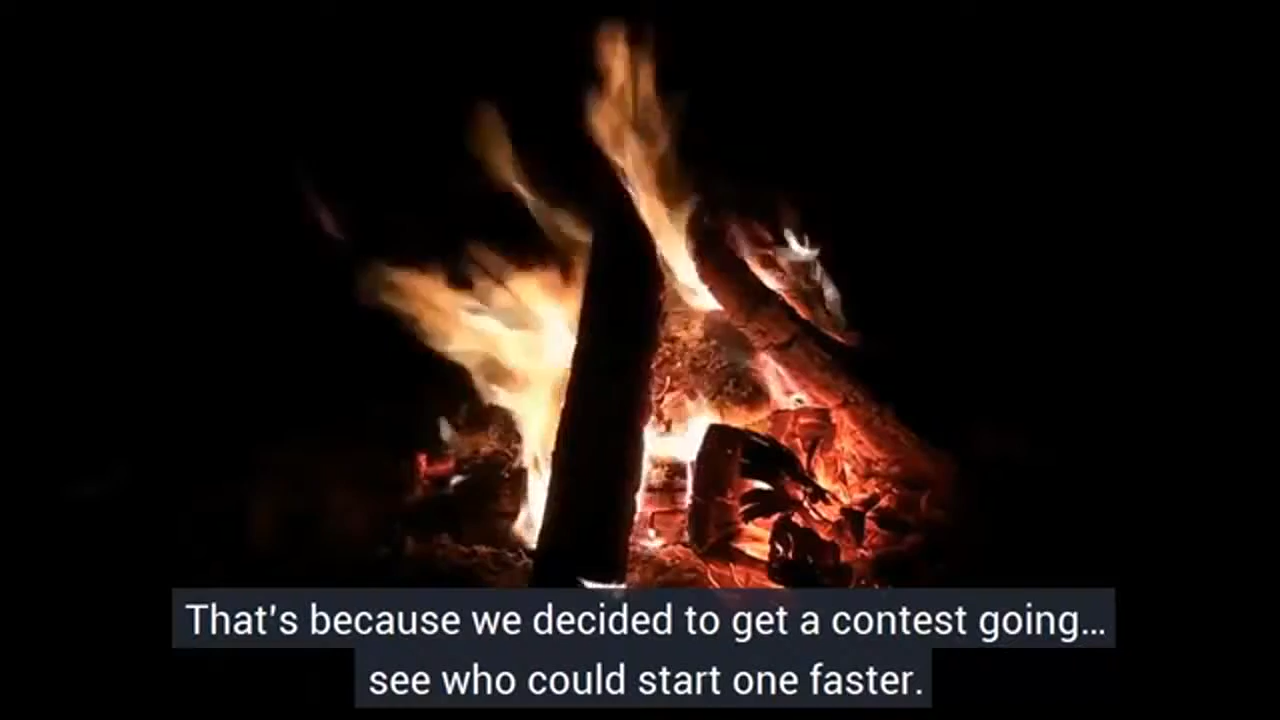 That's because we decided to get a contest going...
see who could start one faster.